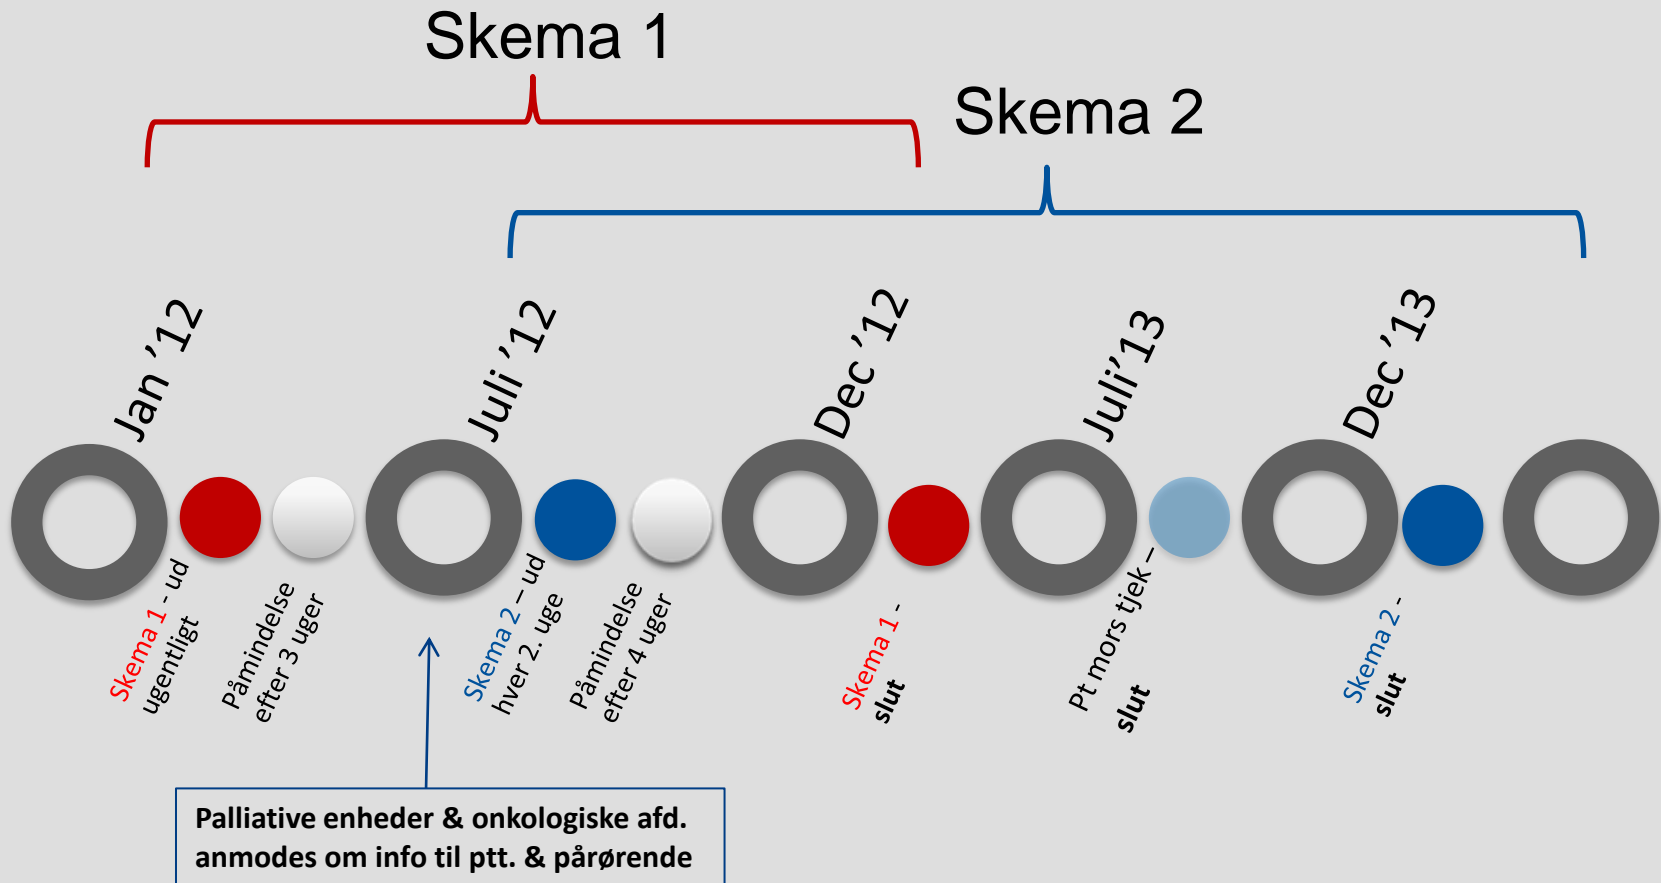 Skema 1
Skema 2
Jan ’12
Juli ’12
Dec ’12
Juli’13
Dec ’13
Skema 1 - ud
ugentligt
Påmindelse
efter 3 uger
Skema 2 – ud
hver 2. uge
Påmindelse
efter 4 uger
Skema 1 -
slut
Pt mors tjek –
slut
Skema 2 -
slut
Palliative enheder & onkologiske afd.
anmodes om info til ptt. & pårørende